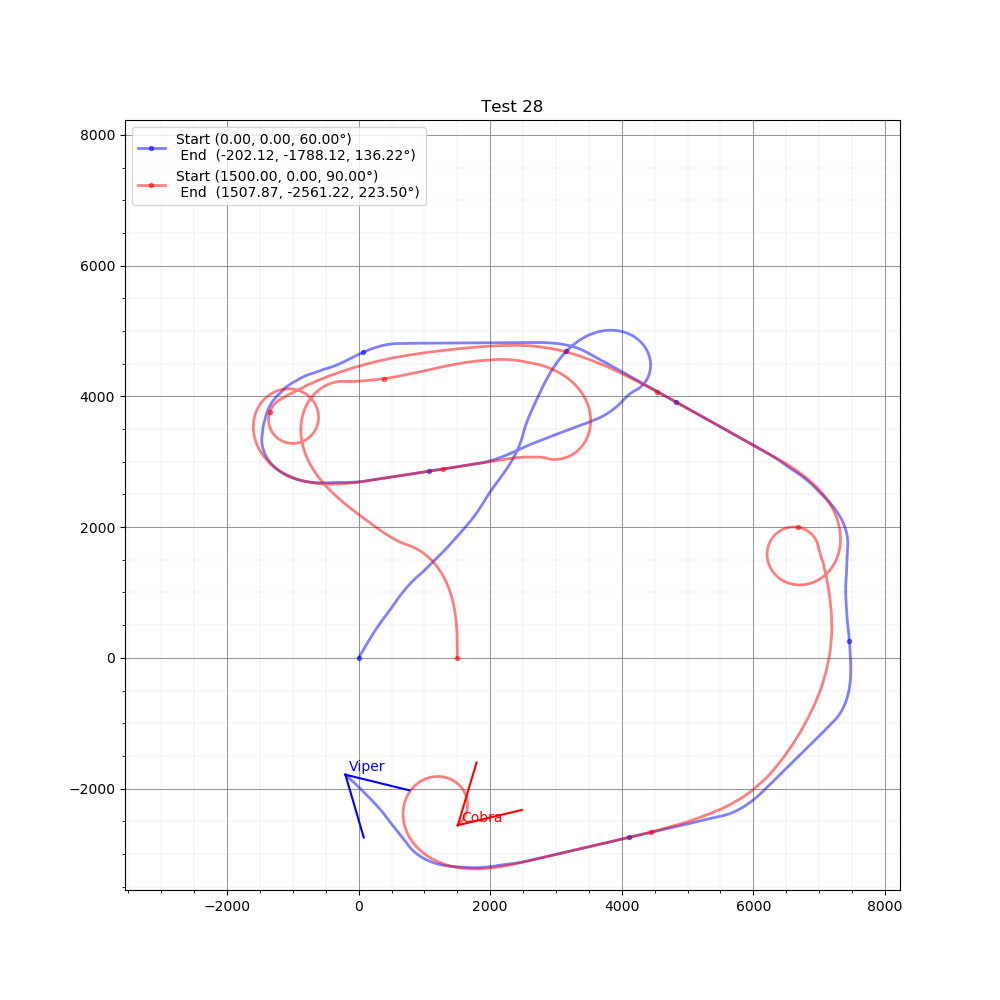 Test 28
Start (0.00, 0.00, 60.00°)
End (-202.12, -1788.12, 136.22°)
Start (1500.00, 0.00, 90.00°)
End (1507.87, -2561.22, 223.50°)
8000
6000
4000
2000
0
−2000
Viper
Cobra
−2000 0 2000 4000 6000 8000